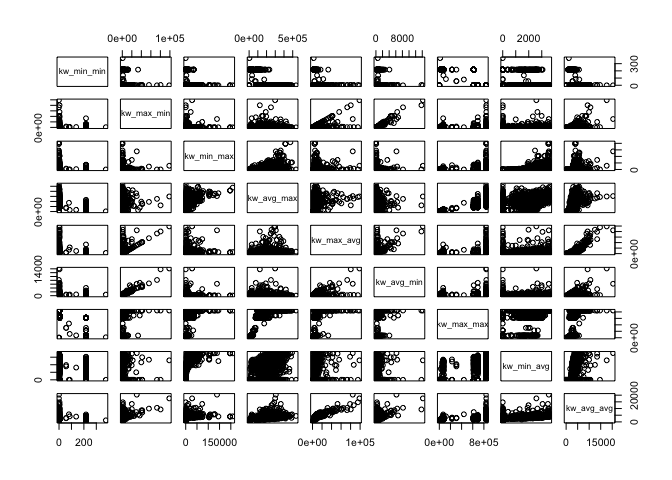 0e+00 1e+05 0e+00 5e+05 0 8000 0 2000
kw_min_min
0 300
kw_max_min
0e+00
kw_min_max
0
kw_avg_max
0e+00
kw_max_avg
0e+00
kw_avg_min
0 14000
kw_max_max
0e+00
kw_min_avg
0
kw_avg_avg
0 20000
0 200 0 150000 0e+00 1e+05 0e+00 8e+05 0 15000